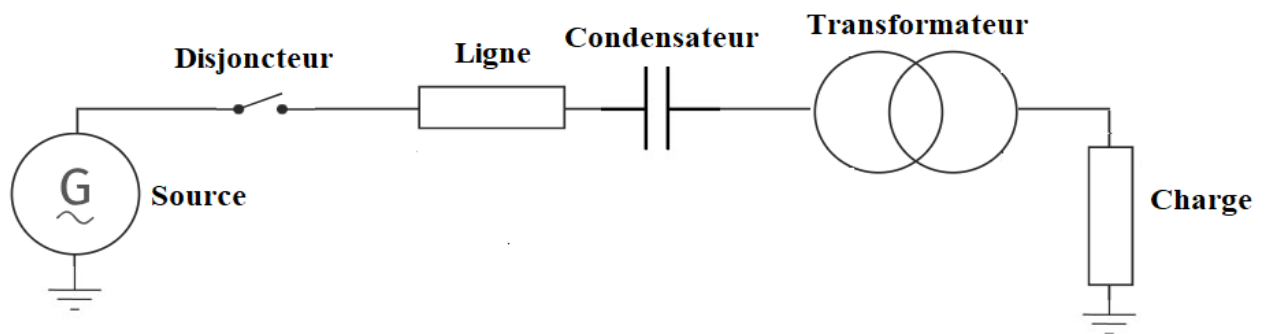 Disjoncteur
Ligne
Condensateur
Transformateur
G
Source
Charge